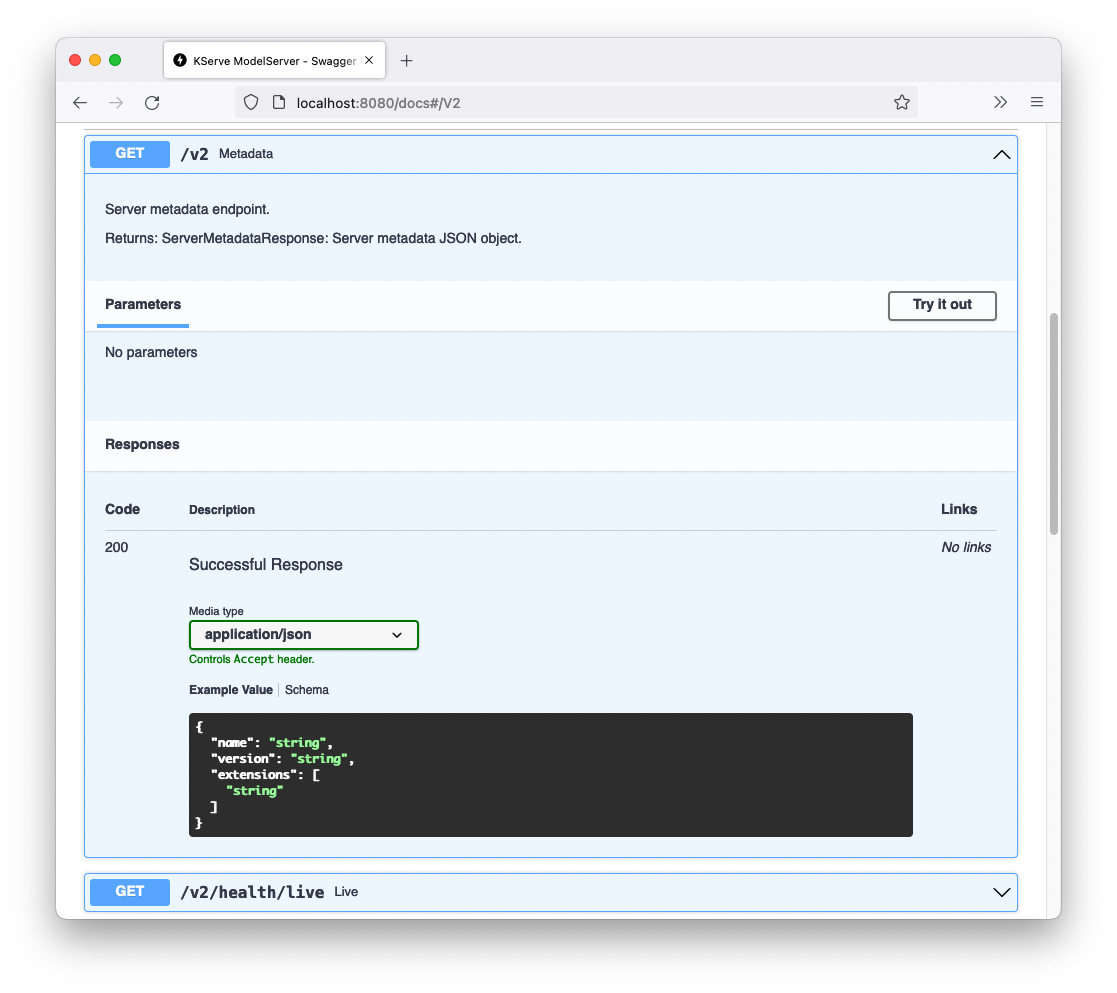 KServe ModelServer - Swagger
localhost:8080/docs#/V2
GET /v2 Metadata
Server metadata endpoint.
Returns: ServerMetadataResponse: Server metadata JSON object.
Parameters
Try it out
No parameters
Responses
Code Description Links
200 Successful Response No links
Media type
application/json
Controls Accept header.
Example Value Schema
{
"name": "string",
"version": "string",
"extensions": [
"string"
]
}
GET /v2/health/live Live